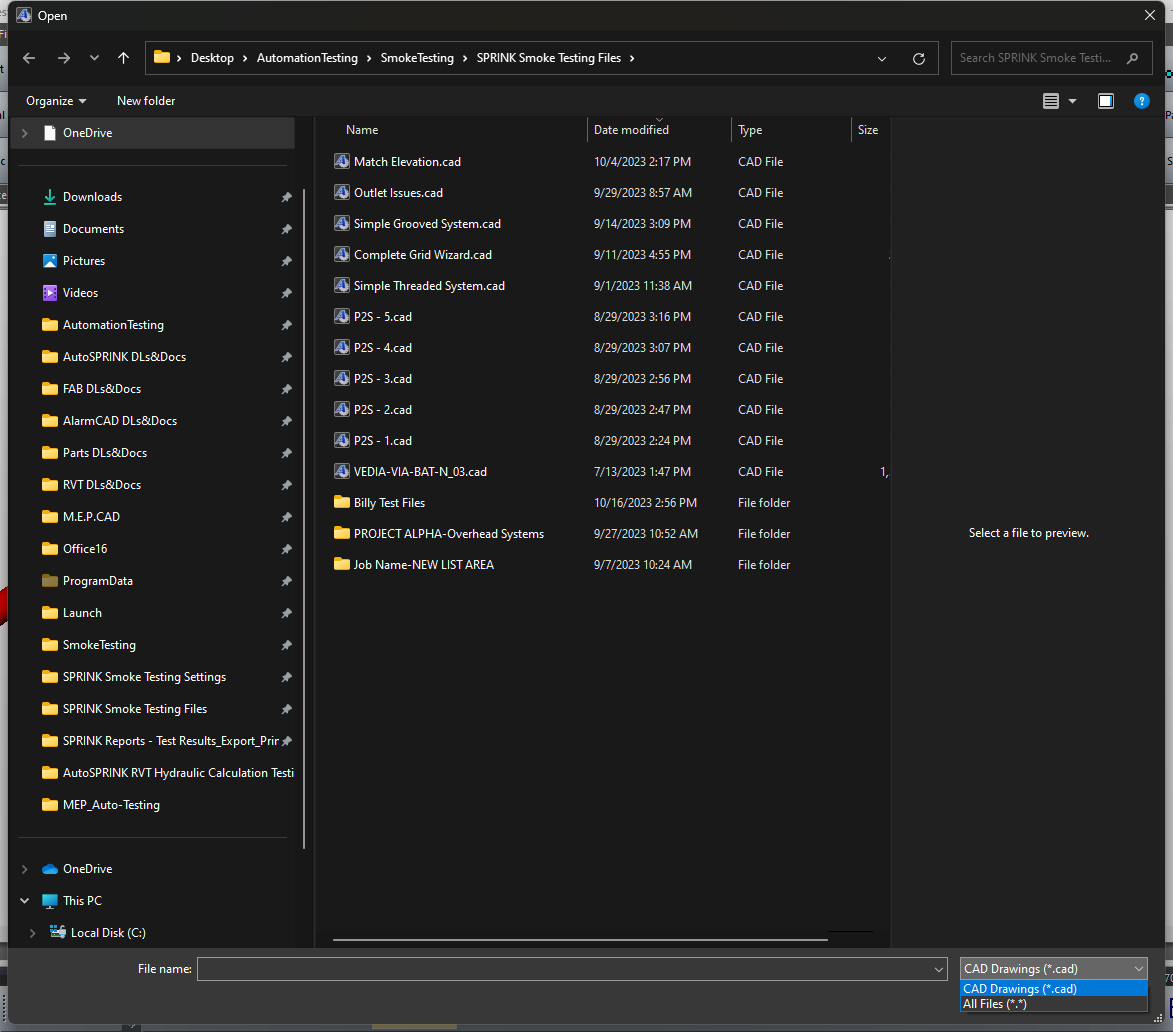 Open
Desktop > AutomationTesting > SmokeTesting > SPRINK Smoke Testing Files >
Search SPRINK Smoke Testi...
Organize
New folder
OneDrive
Downloads
Documents
Pictures
Videos
AutomationTesting
AutoSPRINK DLs&Docs
FAB DLs&Docs
AlarmCAD DLs&Docs
Parts DLs&Docs
RVT DLs&Docs
M.E.P.CAD
Office16
ProgramData
Launch
SmokeTesting
SPRINK Smoke Testing Settings
SPRINK Smoke Testing Files
SPRINK Reports - Test Results_Export_Prin
AutoSPRINK RVT Hydraulic Calculation Testi
MEP_Auto-Testing
OneDrive
This PC
Local Disk (C:)
Name Date modified Type Size
Match Elevation.cad 10/4/2023 2:17 PM CAD File
Outlet Issues.cad 9/29/2023 8:57 AM CAD File
Simple Grooved System.cad 9/14/2023 3:09 PM CAD File
Complete Grid Wizard.cad 9/11/2023 4:55 PM CAD File
Simple Threaded System.cad 9/1/2023 11:38 AM CAD File
P2S - 5.cad 8/29/2023 3:16 PM CAD File
P2S - 4.cad 8/29/2023 3:07 PM CAD File
P2S - 3.cad 8/29/2023 2:56 PM CAD File
P2S - 2.cad 8/29/2023 2:47 PM CAD File
P2S - 1.cad 8/29/2023 2:24 PM CAD File
VEDIA-VIA-BAT-N_03.cad 7/13/2023 1:47 PM CAD File 1,
Billy Test Files 10/16/2023 2:56 PM File folder
PROJECT ALPHA-Overhead Systems 9/27/2023 10:52 AM File folder
Job Name-NEW LIST AREA 9/7/2023 10:24 AM File folder
Select a file to preview.
File name:
CAD Drawings (*.cad)
CAD Drawings (*.cad)
All Files (*.*)